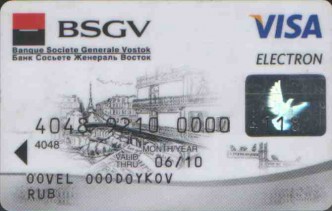 BSGV
VISA
Banque Societe Generale Vostok
Банк Сосьете Женераль Восток
ELECTRON
4048 0210 0000
4048
MONTH/YEAR
VALID THRU 06/10
OOVEL OOODOYKOV
RUB